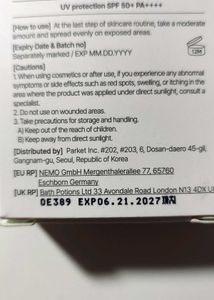 UV protection SPF 50+ PA++++
[How to use] At the last step of skincare routine, take a moderate
amount and spread evenly on exposed areas.
[Expiry Date & Batch no]
Separately marked / EXP MM.DD.YYYY
12M
[Cautions]
1. When using cosmetics or after use, if you experience any abnormal
symptoms or side effects such as red spots, swelling, or itching in the
area where the product was applied under direct sunlight, consult a
specialist.
2. Do not use on wounded areas.
3. Take precautions for storage and handling.
A) Keep out of the reach of children.
B) Keep away from direct sunlight.
[Distributed by] Parket Inc. #202, #203, 6, Dosan-daero 45-gil,
Gangnam-gu, Seoul, Republic of Korea
[EU RP] NEMO GmbH Mergenthalerallee 77, 65760
Eschborn Germany
[UK RP] Bath Potions Ltd 33 Avondale Road London N13 4DX U
OE389 EXP06.21.2027